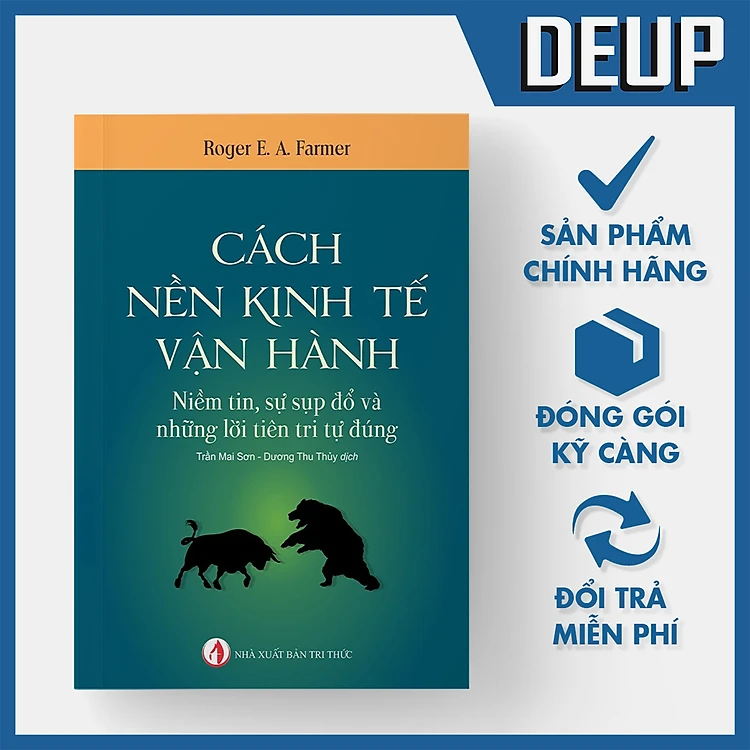 DEUP
Roger E. A. Farmer
CÁCH
NỀN KINH TẾ
VẬN HÀNH
Niềm tin, sự sụp đổ và
những lời tiên tri tự đúng
Trần Mai Sơn - Dương Thu Thủy dịch
NHÀ XUẤT BẢN TRI THỨC
SẢN PHẨM
CHÍNH HÃNG
ĐÓNG GÓI
KỸ CÀNG
ĐỔI TRẢ
MIỄN PHÍ